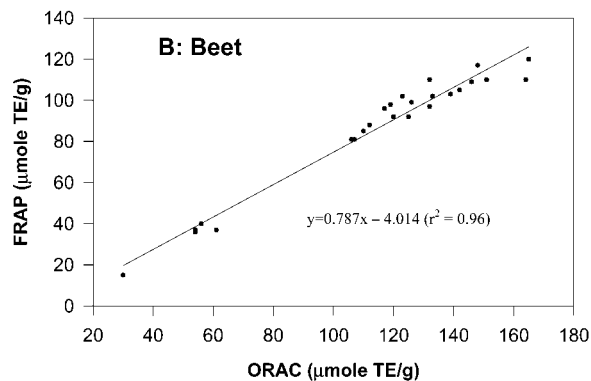 B: Beet
140
120
100
80
60
40
20
0
FRAP (μmole TE/g)
y=0.787x – 4.014 (r² = 0.96)
20 40 60 80 100 120 140 160 180
ORAC (μmole TE/g)